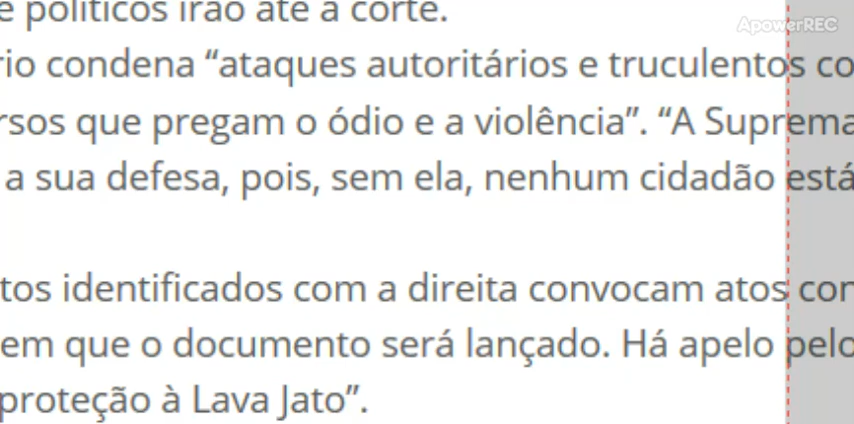 e políticos irão até a corte.
ApowerREC
rio condena “ataques autoritários e truculentos co
rsos que pregam o ódio e a violência”. “A Suprema
a sua defesa, pois, sem ela, nenhum cidadão está
tos identificados com a direita convocam atos con
em que o documento será lançado. Há apelo pelo
proteção à Lava Jato”.